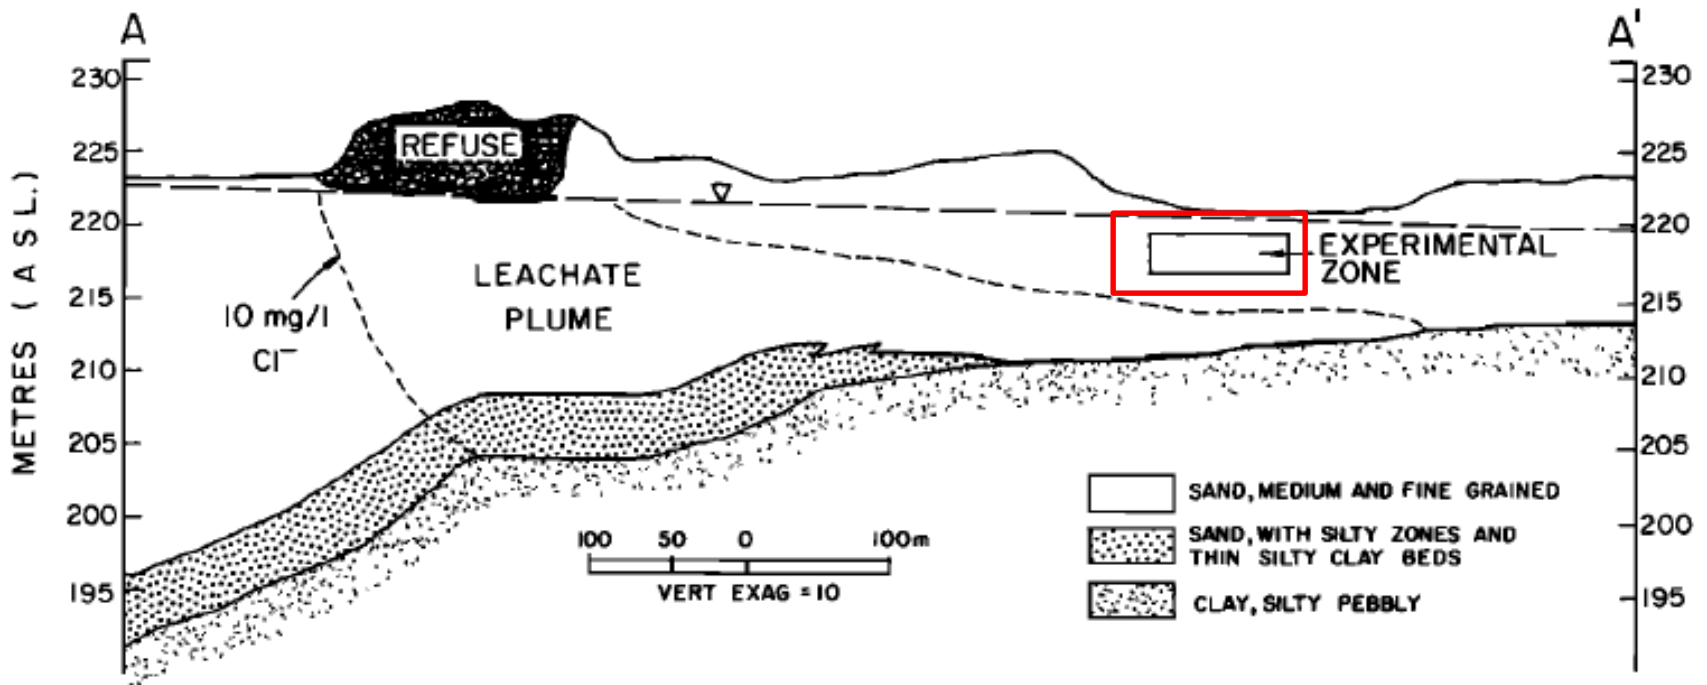 A
A'
230
225
220
215
210
205
200
195
METRES (ASL.)
REFUSE
LEACHATE
PLUME
10 mg/l
Cl⁻
EXPERIMENTAL
ZONE
230
225
220
215
210
205
200
195
100 50 0 100m
VERT EXAG = 10
SAND, MEDIUM AND FINE GRAINED
SAND, WITH SILTY ZONES AND
THIN SILTY CLAY BEDS
CLAY, SILTY PEBBLY